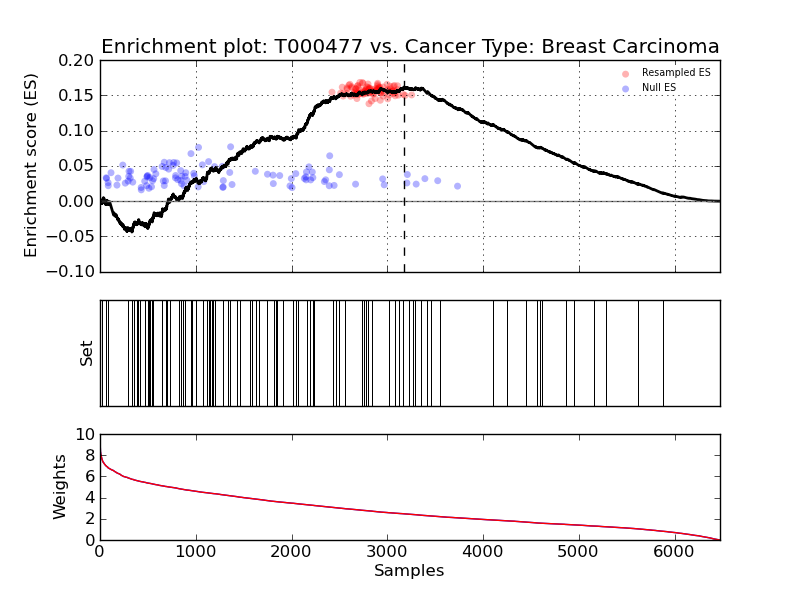 Enrichment plot: T000477 vs. Cancer Type: Breast Carcinoma
Enrichment score (ES)
0.20
0.15
0.10
0.05
0.00
−0.05
−0.10
Resampled ES
Null ES
Set
Weights
10
8
6
4
2
0
0 1000 2000 3000 4000 5000 6000
Samples